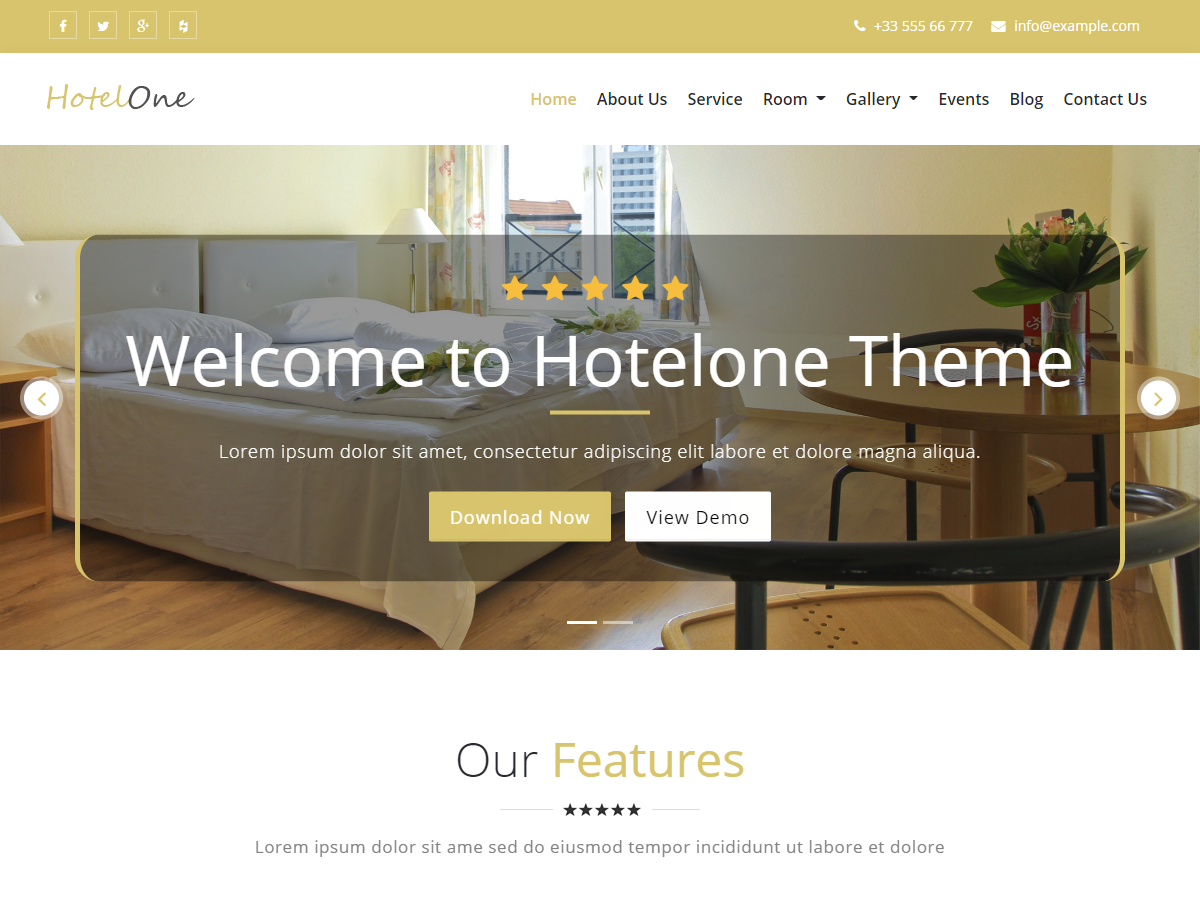 +33 555 66 777 info@example.com
HotelOne
Home About Us Service Room Gallery Events Blog Contact Us
Welcome to Hotelone Theme
Lorem ipsum dolor sit amet, consectetur adipiscing elit labore et dolore magna aliqua.
Download Now View Demo
Our Features
Lorem ipsum dolor sit ame sed do eiusmod tempor incididunt ut labore et dolore